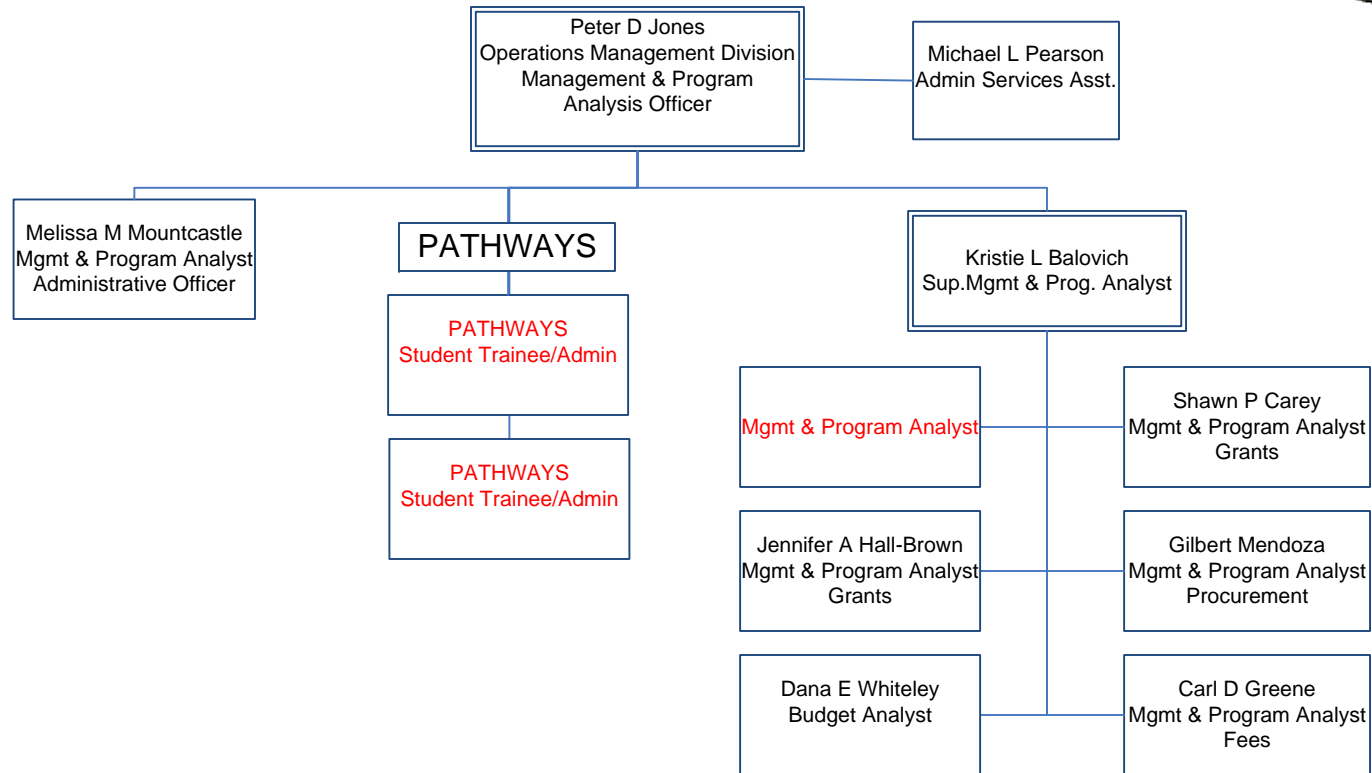 Peter D Jones
Operations Management Division
Management & Program
Analysis Officer
Michael L Pearson
Admin Services Asst.
Melissa M Mountcastle
Mgmt & Program Analyst
Administrative Officer
PATHWAYS
PATHWAYS
Student Trainee/Admin
PATHWAYS
Student Trainee/Admin
Kristie L Balovich
Sup.Mgmt & Prog. Analyst
Mgmt & Program Analyst
Shawn P Carey
Mgmt & Program Analyst
Grants
Jennifer A Hall-Brown
Mgmt & Program Analyst
Grants
Gilbert Mendoza
Mgmt & Program Analyst
Procurement
Dana E Whiteley
Budget Analyst
Carl D Greene
Mgmt & Program Analyst
Fees